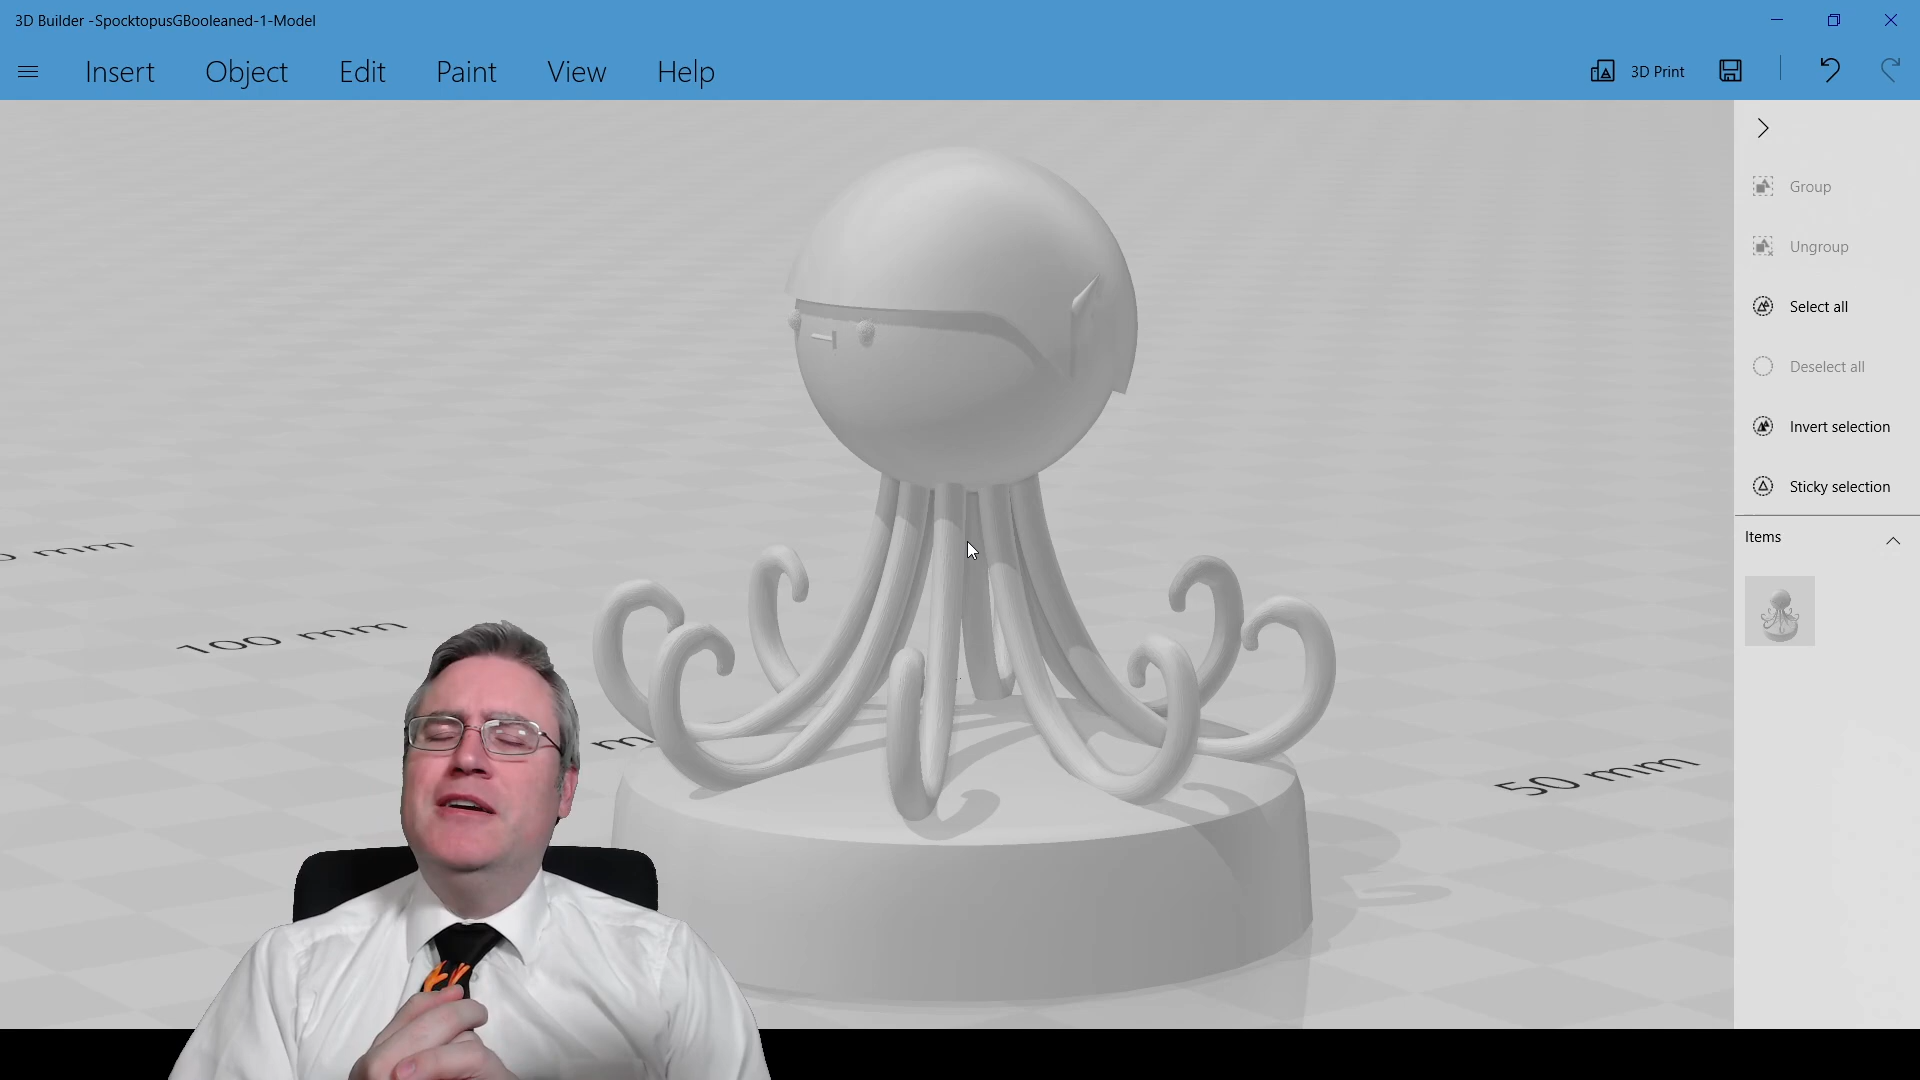 3D Builder -SpocktopusGBooleaned-1-Model
Insert Object Edit Paint View Help
3D Print
Group
Ungroup
Select all
Deselect all
Invert selection
Sticky selection
Items
mm
100 mm
50 mm